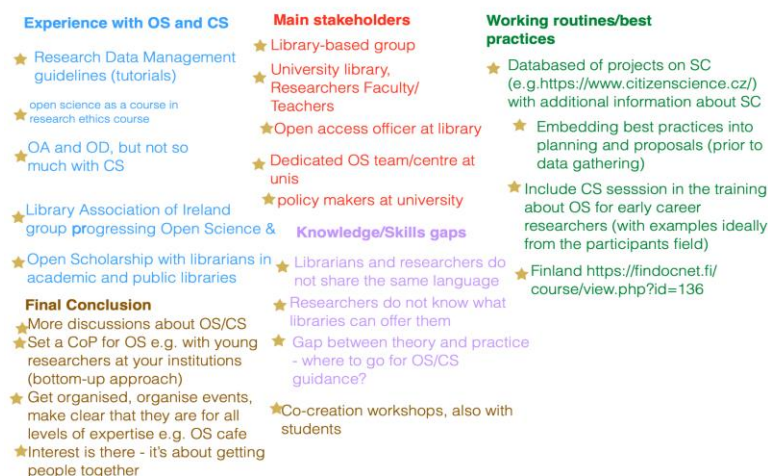 Experience with OS and CS
Research Data Management
guidelines (tutorials)
open science as a course in
research ethics course
OA and OD, but not so
much with CS
Library Association of Ireland
group progressing Open Science &
Open Scholarship with librarians in
academic and public libraries
Final Conclusion
More discussions about OS/CS
Set a CoP for OS e.g. with young
researchers at your institutions
(bottom-up approach)
Get organised, organise events,
make clear that they are for all
levels of expertise e.g. OS cafe
Interest is there - it's about getting
people together
Main stakeholders
Library-based group
University library,
Researchers Faculty/
Teachers
Open access officer at library
Dedicated OS team/centre at
unis
policy makers at university
Knowledge/Skills gaps
Librarians and researchers do
not share the same language
Researchers do not know what
libraries can offer them
Gap between theory and practice
- where to go for OS/CS
guidance?
Co-creation workshops, also with
students
Working routines/best
practices
Databased of projects on SC
(e.g.https://www.citizenscience.cz/)
with additional information about SC
Embedding best practices into
planning and proposals (prior to
data gathering)
Include CS sesssion in the training
about OS for early career
researchers (with examples ideally
from the participants field)
Finland https://findocnet.fi/
course/view.php?id=136